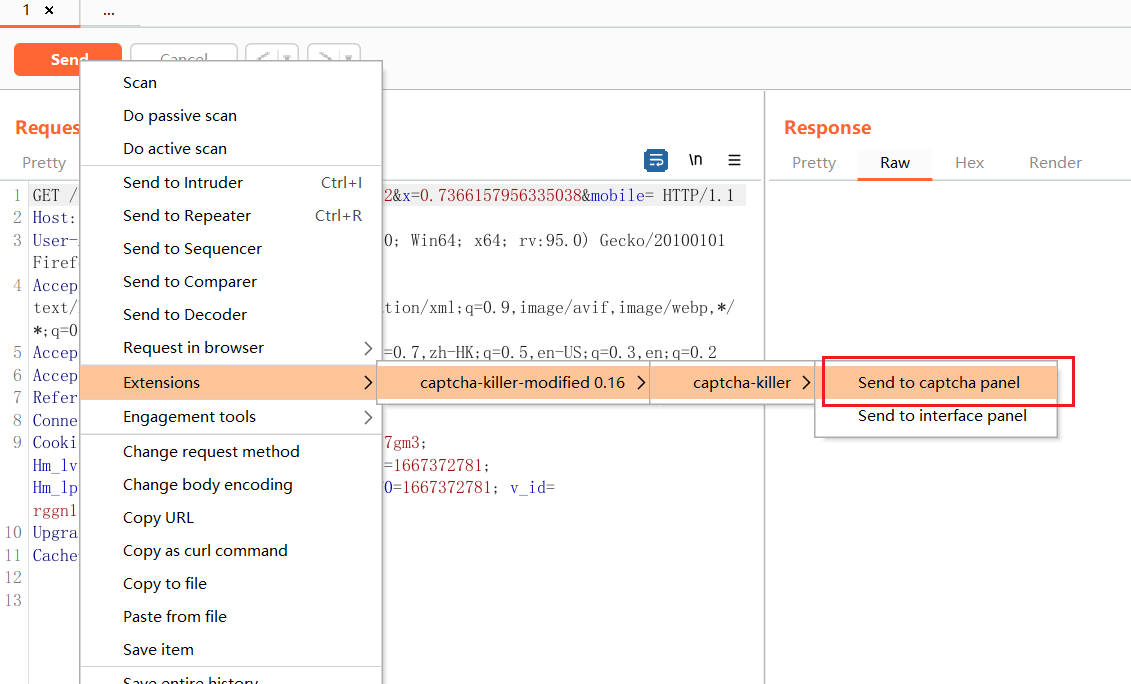 1 × ...
Send Cancel
Scan
Do passive scan
Do active scan
Send to Intruder Ctrl+I
Send to Repeater Ctrl+R
Send to Sequencer
Send to Comparer
Send to Decoder
Request in browser
Extensions
Engagement tools
Change request method
Change body encoding
Copy URL
Copy as curl command
Copy to file
Paste from file
Save item
Save entire history
captcha-killer-modified 0.16
captcha-killer
Send to captcha panel
Send to interface panel
Reques
Pretty
\n
1 GET / 2&x=0.7366157956335038&mobile= HTTP/1.1
2 Host:
3 User- 0; Win64; x64; rv:95.0) Gecko/20100101
Firef
4 Accep
text/ tion/xml;q=0.9,image/avif,image/webp,*/
*;q=0
5 Accep =0.7,zh-HK;q=0.5,en-US;q=0.3,en;q=0.2
6 Accep
7 Refer
8 Conne
9 Cooki 7gm3;
Hm_lv =1667372781;
Hm_lp 0=1667372781; v_id=
rggn1
10 Upgra
11 Cache
12
13
Response
Pretty Raw Hex Render